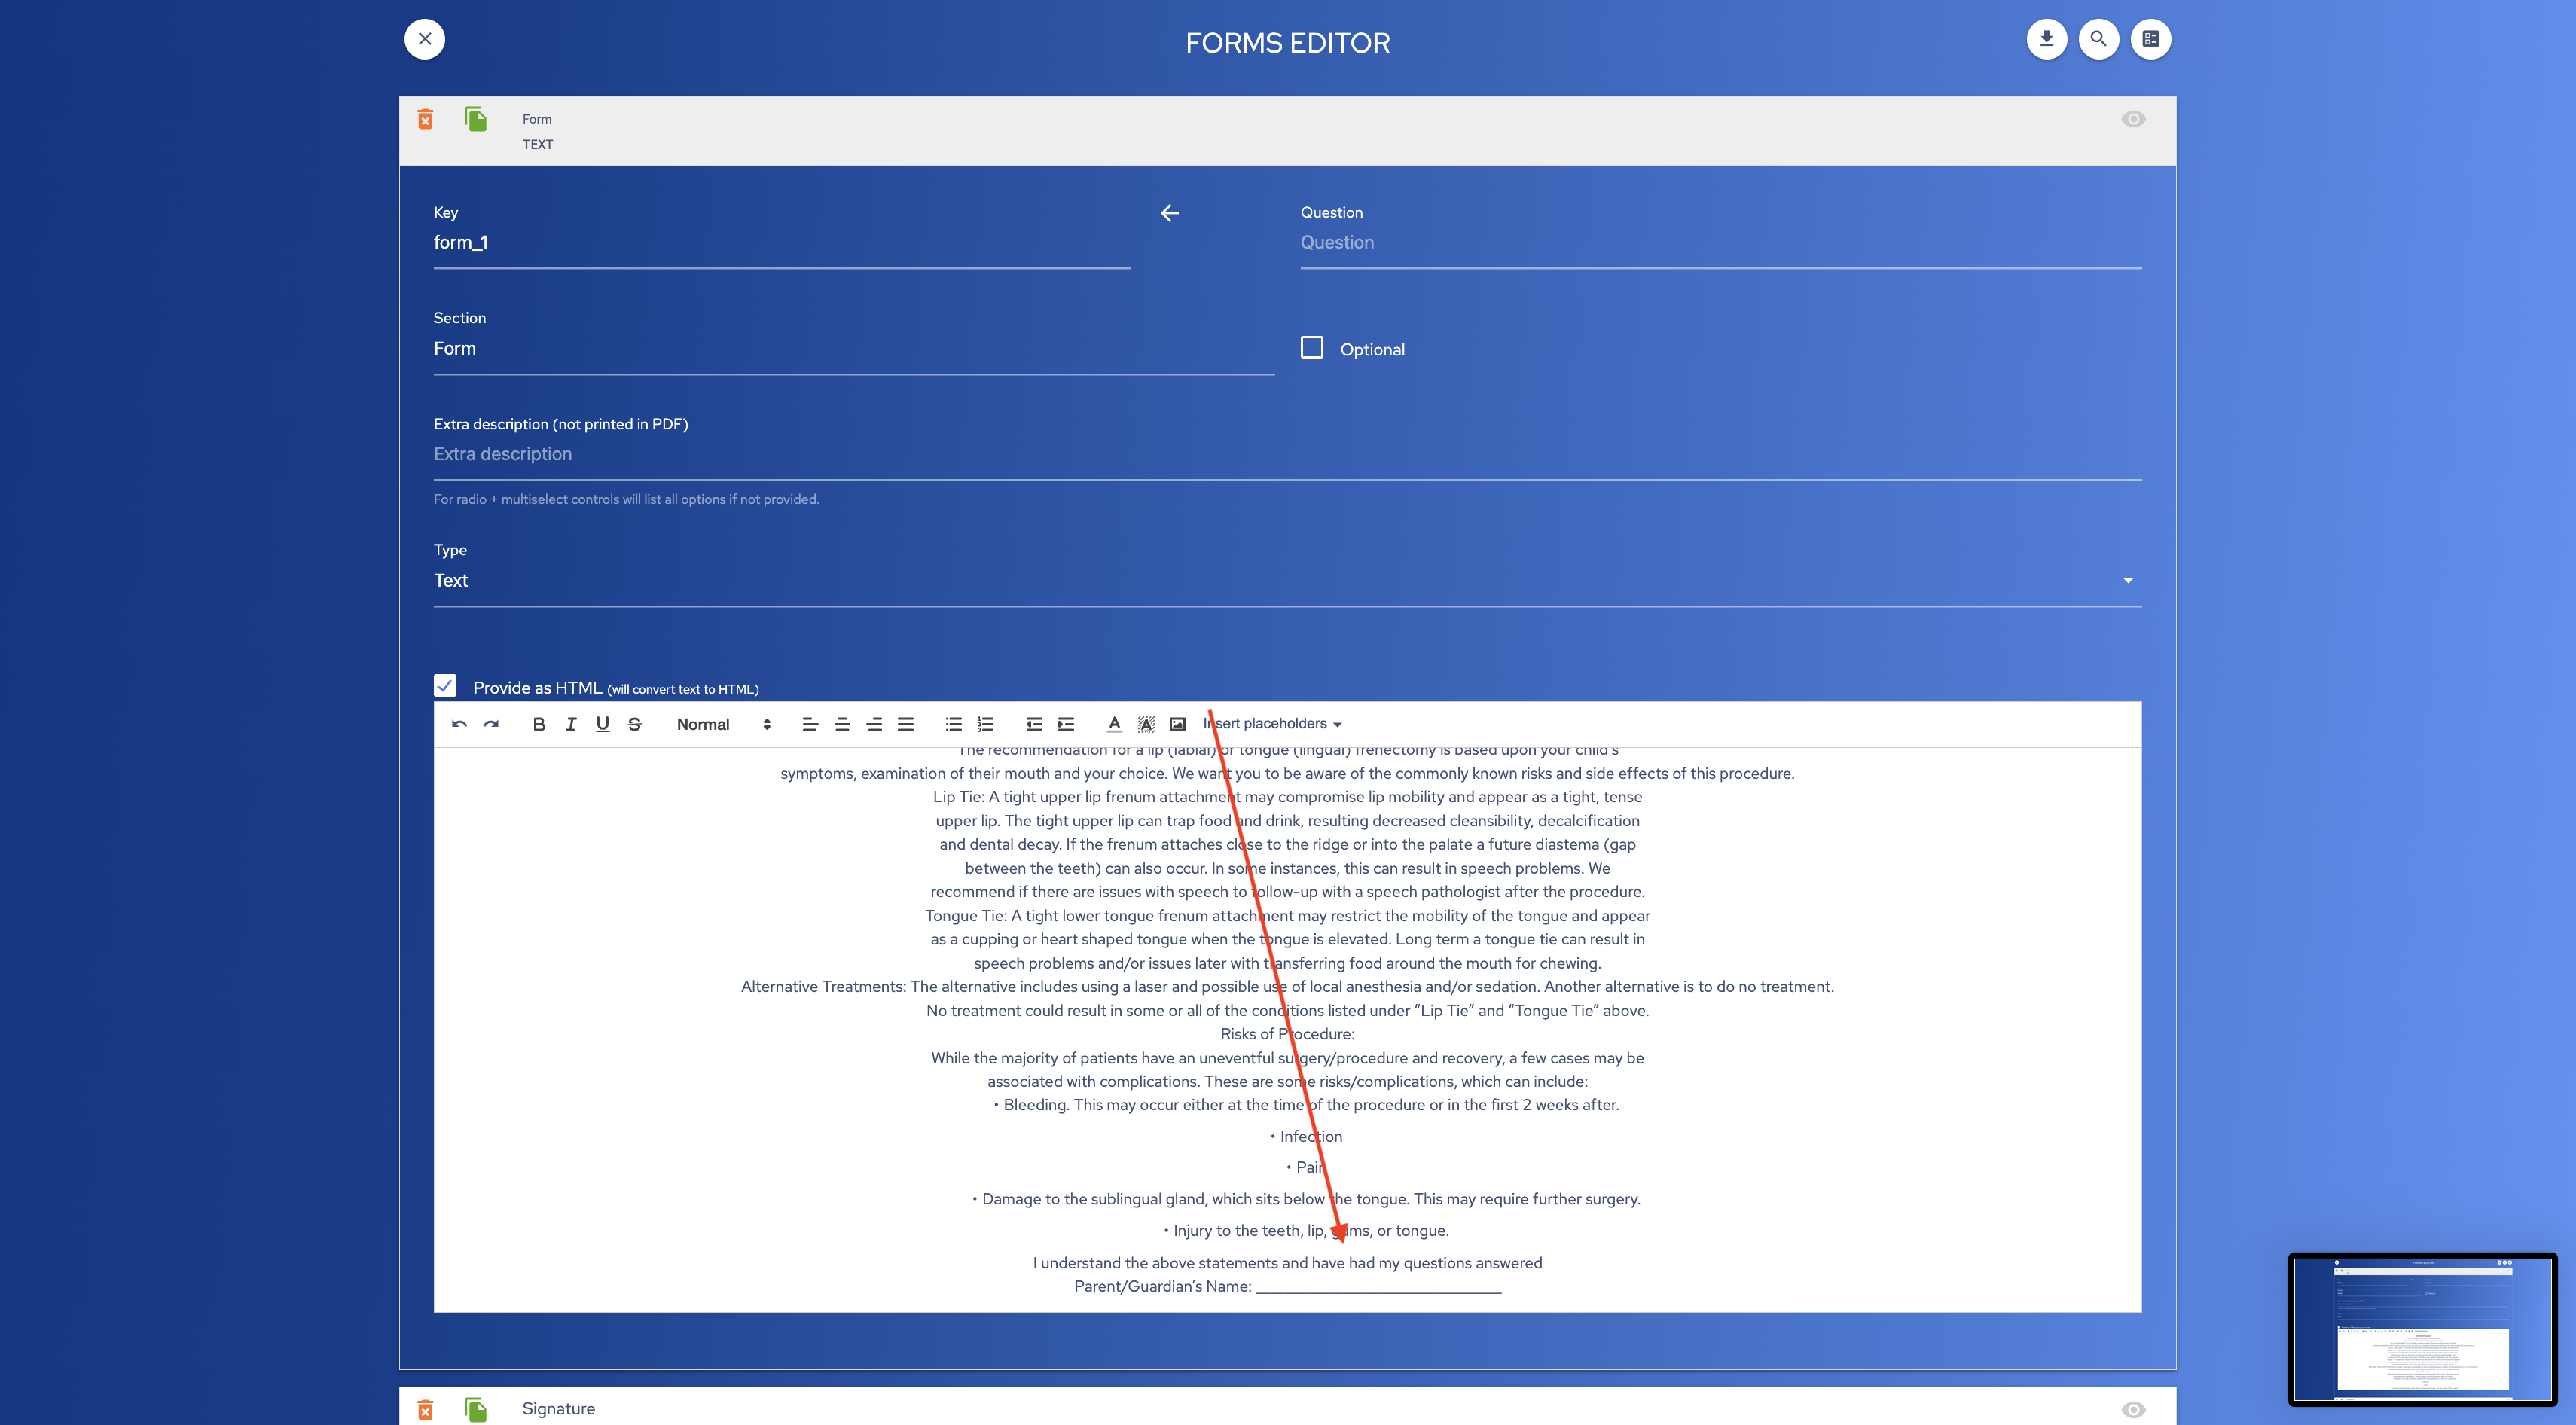 FORMS EDITOR
Form
TEXT
Key
form_1
Question
Question
Section
Form
Optional
Extra description (not printed in PDF)
Extra description
For radio + multiselect controls will list all options if not provided.
Type
Text
Provide as HTML (will convert text to HTML)
B I U S Normal A A Insert placeholders
The recommendation for a lip (labial) or tongue (lingual) frenectomy is based upon your child's
symptoms, examination of their mouth and your choice. We want you to be aware of the commonly known risks and side effects of this procedure.
Lip Tie: A tight upper lip frenum attachment may compromise lip mobility and appear as a tight, tense
upper lip. The tight upper lip can trap food and drink, resulting decreased cleansibility, decalcification
and dental decay. If the frenum attaches close to the ridge or into the palate a future diastema (gap
between the teeth) can also occur. In some instances, this can result in speech problems. We
recommend if there are issues with speech to follow-up with a speech pathologist after the procedure.
Tongue Tie: A tight lower tongue frenum attachment may restrict the mobility of the tongue and appear
as a cupping or heart shaped tongue when the tongue is elevated. Long term a tongue tie can result in
speech problems and/or issues later with transferring food around the mouth for chewing.
Alternative Treatments: The alternative includes using a laser and possible use of local anesthesia and/or sedation. Another alternative is to do no treatment.
No treatment could result in some or all of the conditions listed under “Lip Tie” and “Tongue Tie” above.
Risks of Procedure:
While the majority of patients have an uneventful surgery/procedure and recovery, a few cases may be
associated with complications. These are some risks/complications, which can include:
• Bleeding. This may occur either at the time of the procedure or in the first 2 weeks after.
• Infection
• Pain
• Damage to the sublingual gland, which sits below the tongue. This may require further surgery.
• Injury to the teeth, lip, gums, or tongue.
I understand the above statements and have had my questions answered
Parent/Guardian’s Name: ____________________________
Signature